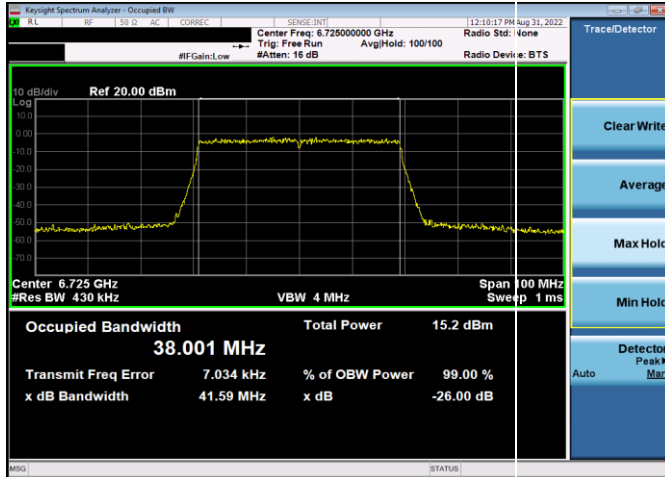 Keysight Spectrum Analyzer - Occupied BW
RL RF 50 Ω AC CORREC SENSE:INT 12:10:17 PM Aug 31, 2022
Center Freq: 6.725000000 GHz Radio Std: None
Trig: Free Run Avg|Hold: 100/100
#IFGain:Low #Atten: 16 dB Radio Device: BTS
Trace/Detector
10 dB/div Ref 20.00 dBm
Log
10.0
0.00
-10.0
-20.0
-30.0
-40.0
-50.0
-60.0
-70.0
Center 6.725 GHz Span 100 MHz
#Res BW 430 kHz VBW 4 MHz Sweep 1 ms
Occupied Bandwidth Total Power 15.2 dBm
38.001 MHz
Transmit Freq Error 7.034 kHz % of OBW Power 99.00 %
x dB Bandwidth 41.59 MHz x dB -26.00 dB
Clear Write
Average
Max Hold
Min Hold
Detector
Peak
Auto Man
MSG STATUS